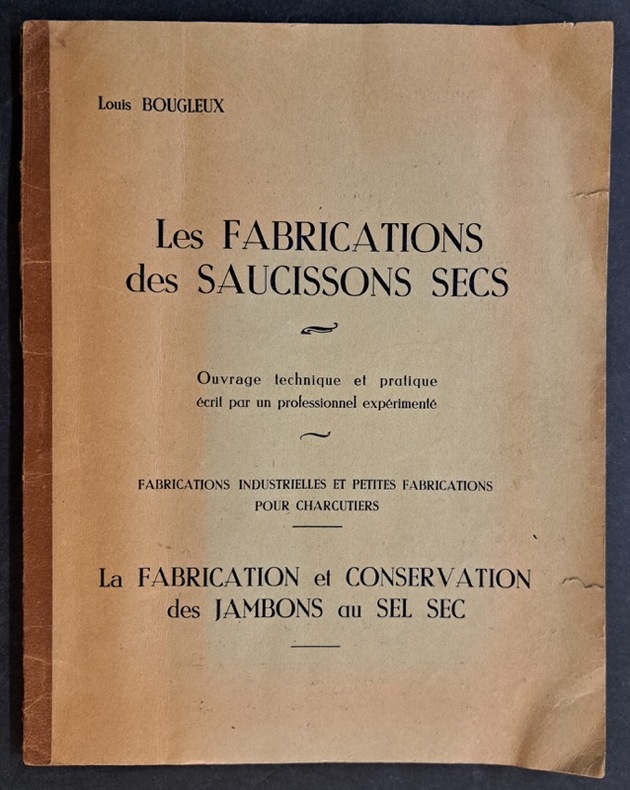 Louis BOUGLEUX
Les FABRICATIONS
des SAUCISSONS SECS
Ouvrage technique et pratique
écrit par un professionnel expérimenté
FABRICATIONS INDUSTRIELLES ET PETITES FABRICATIONS
POUR CHARCUTIERS
La FABRICATION et CONSERVATION
des JAMBONS au SEL SEC